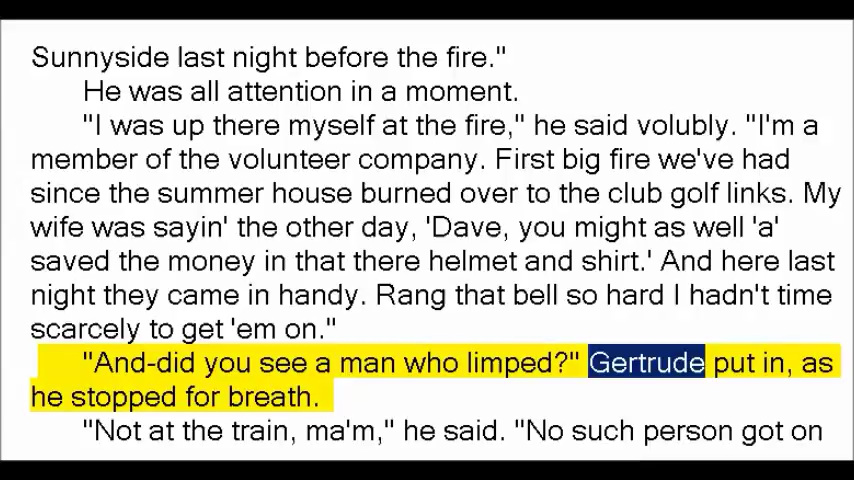 Sunnyside last night before the fire."
He was all attention in a moment.
"I was up there myself at the fire," he said volubly. "I'm a
member of the volunteer company. First big fire we've had
since the summer house burned over to the club golf links. My
wife was sayin' the other day, 'Dave, you might as well 'a'
saved the money in that there helmet and shirt.' And here last
night they came in handy. Rang that bell so hard I hadn't time
scarcely to get 'em on."
"And-did you see a man who limped?" Gertrude put in, as
he stopped for breath.
"Not at the train, ma'm," he said. "No such person got on